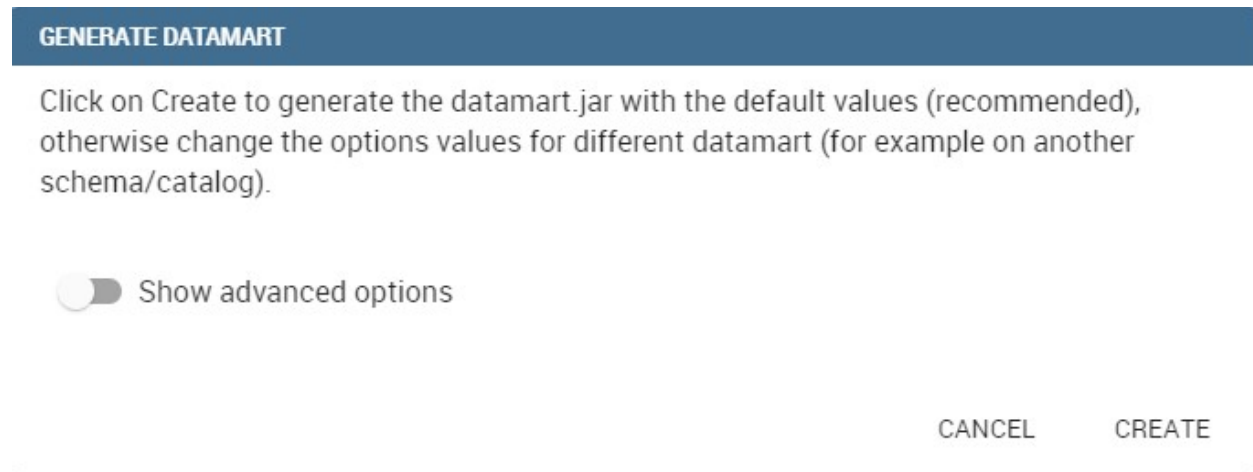 GENERATE DATAMART
Click on Create to generate the datamart.jar with the default values (recommended),
otherwise change the options values for different datamart (for example on another
schema/catalog).
Show advanced options
CANCEL CREATE